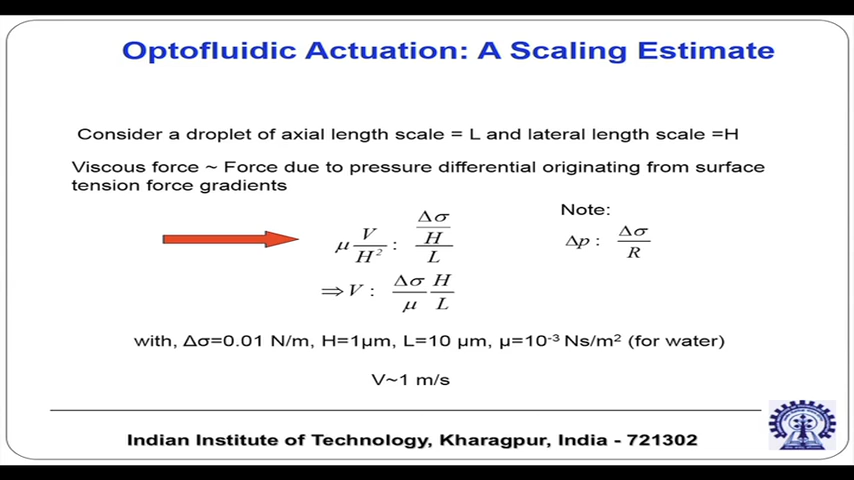 Optofluidic Actuation: A Scaling Estimate
Consider a droplet of axial length scale = L and lateral length scale =H
Viscous force ~ Force due to pressure differential originating from surface
tension force gradients
Note:
μ V/H² : (Δσ/H)/L
Δp : Δσ/R
⇒ V : Δσ/μ H/L
with, Δσ=0.01 N/m, H=1μm, L=10 μm, μ=10⁻³ Ns/m² (for water)
V~1 m/s
Indian Institute of Technology, Kharagpur, India - 721302